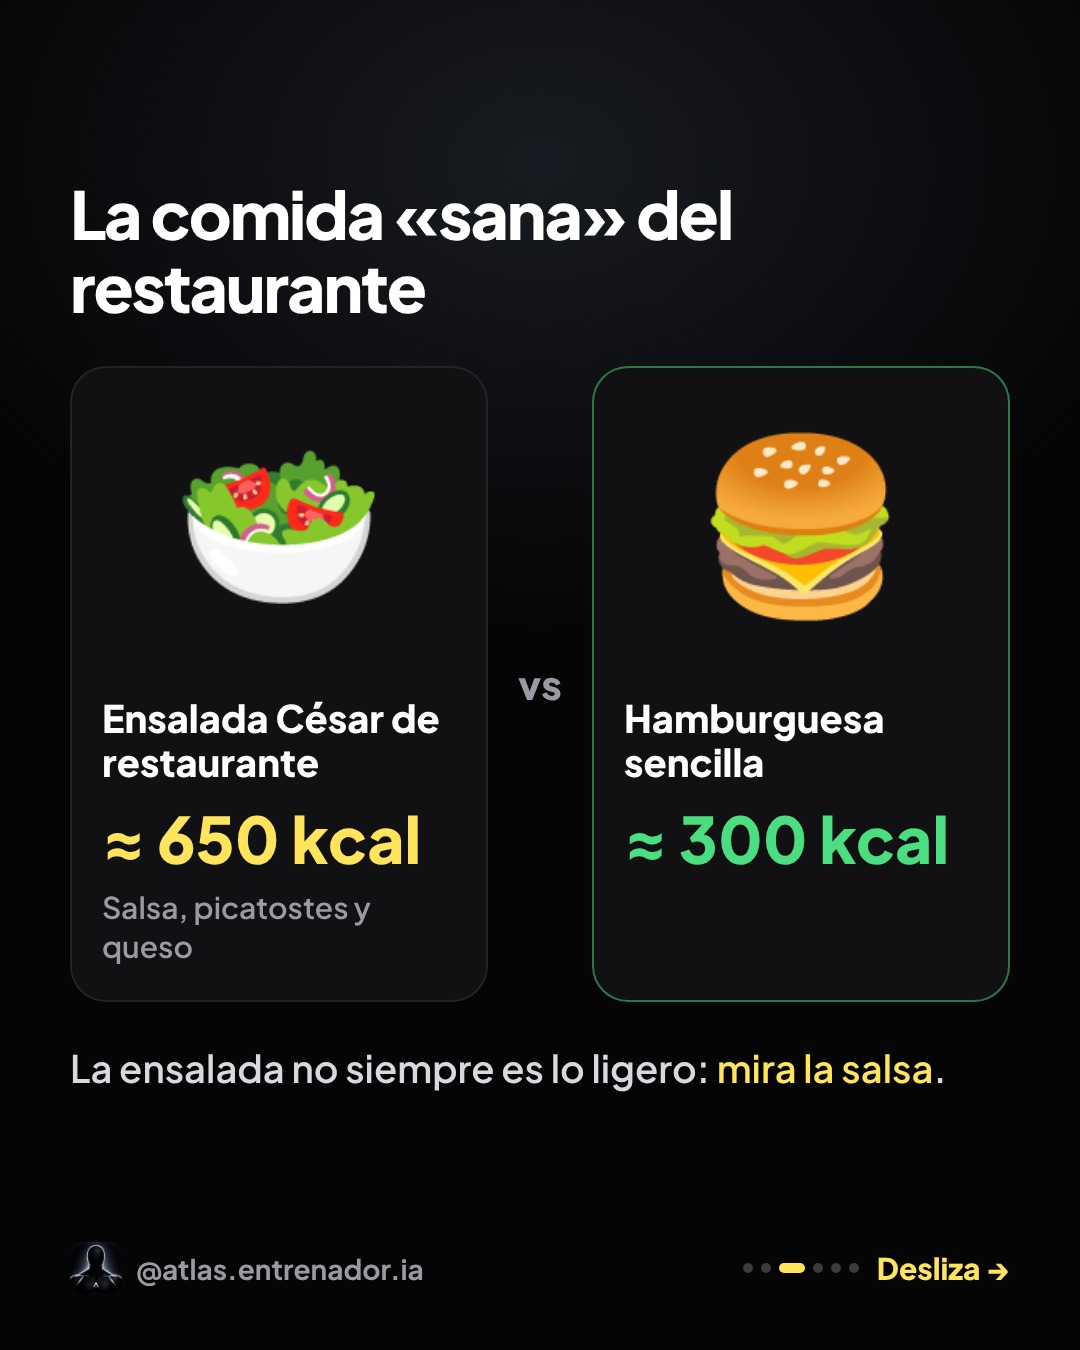 La comida «sana» del
restaurante
Ensalada César de
restaurante
≈ 650 kcal
Salsa, picatostes y
queso
vs
Hamburguesa
sencilla
≈ 300 kcal
La ensalada no siempre es lo ligero: mira la salsa.
@atlas.entrenador.ia
Desliza →